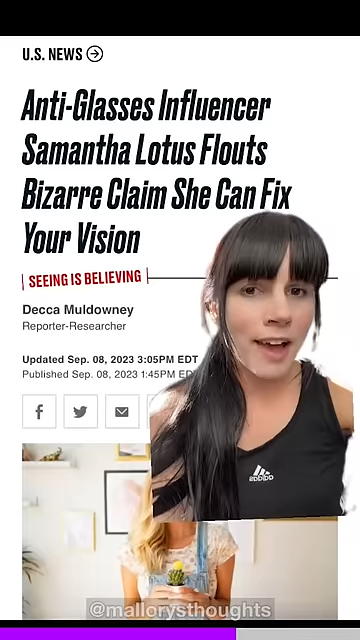 U.S. NEWS
Anti-Glasses Influencer
Samantha Lotus Flouts
Bizarre Claim She Can Fix
Your Vision
SEEING IS BELIEVING
Decca Muldowney
Reporter-Researcher
Updated Sep. 08, 2023 3:05PM EDT
Published Sep. 08, 2023 1:45PM ED
adidas
@mallorysthoughts